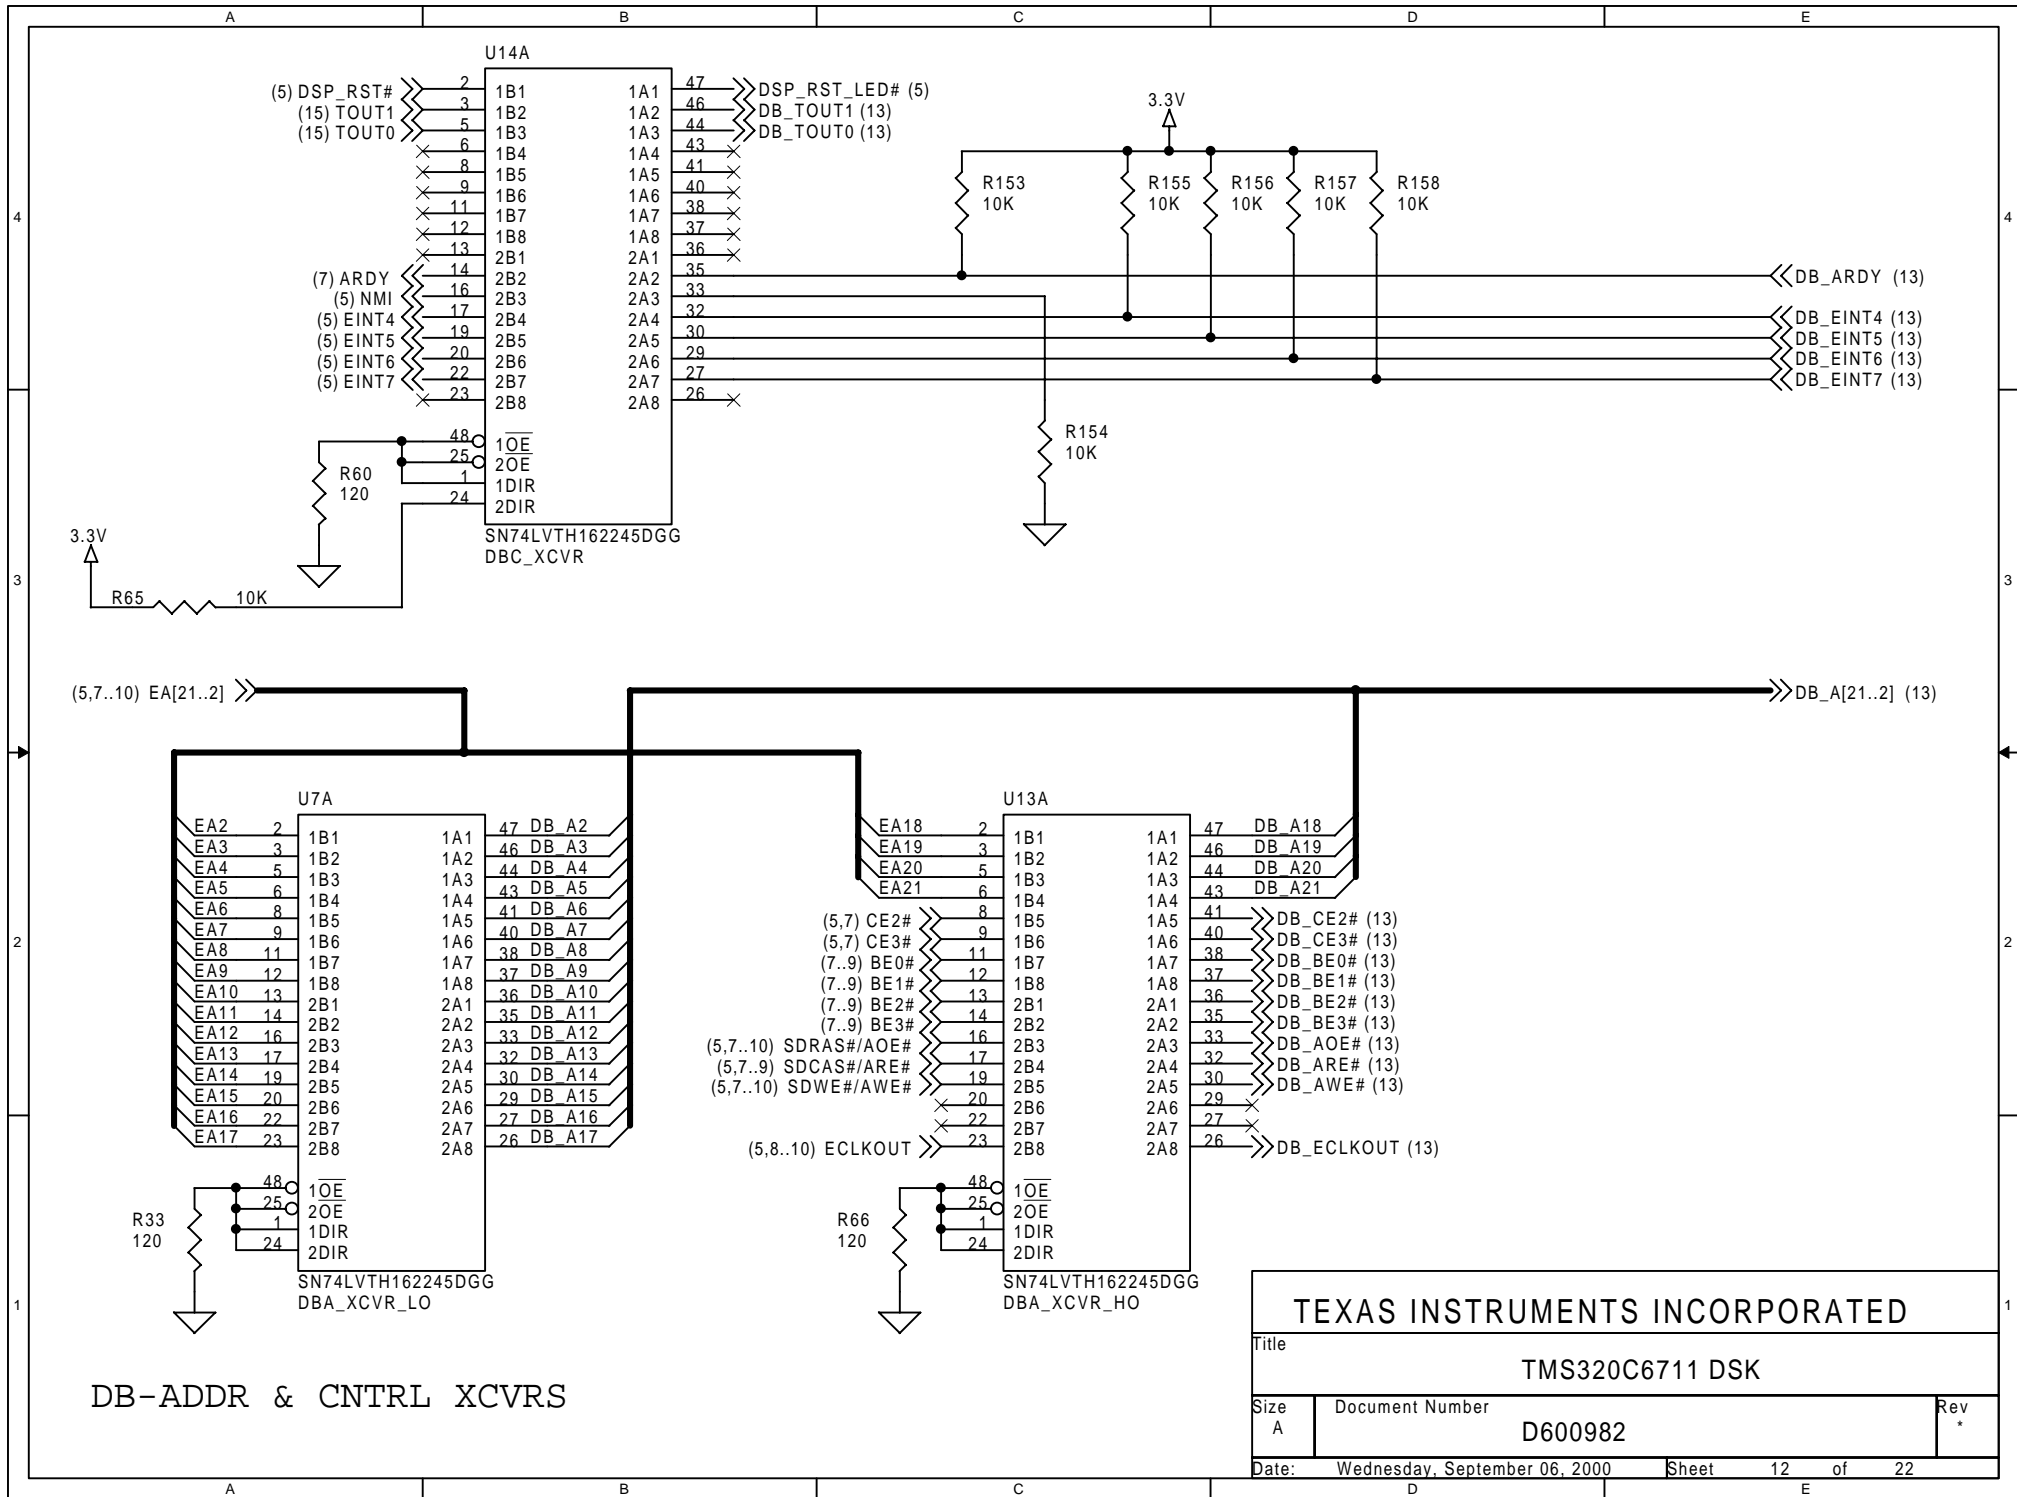 A B C D E
U14A
(5) DSP_RST# 2 1B1 1A1 47 DSP_RST_LED# (5)
(15) TOUT1 3 1B2 1A2 46 DB_TOUT1 (13)
(15) TOUT0 5 1B3 1A3 44 DB_TOUT0 (13)
6 1B4 1A4 43
8 1B5 1A5 41
9 1B6 1A6 40
11 1B7 1A7 38
12 1B8 1A8 37
13 2B1 2A1 36
(7) ARDY 14 2B2 2A2 35 DB_ARDY (13)
(5) NMI 16 2B3 2A3 33
(5) EINT4 17 2B4 2A4 32 DB_EINT4 (13)
(5) EINT5 19 2B5 2A5 30 DB_EINT5 (13)
(5) EINT6 20 2B6 2A6 29 DB_EINT6 (13)
(5) EINT7 22 2B7 2A7 27 DB_EINT7 (13)
23 2B8 2A8 26
48 1OE
25 2OE
1 1DIR
24 2DIR
SN74LVTH162245DGG
DBC_XCVR
3.3V
R153 10K
R155 10K
R156 10K
R157 10K
R158 10K
R154 10K
R60 120
3.3V
R65 10K
4 4
3 3
2 2
1 1
(5,7..10) EA[21..2] DB_A[21..2] (13)
U7A
EA2 2 1B1 1A1 47 DB_A2
EA3 3 1B2 1A2 46 DB_A3
EA4 5 1B3 1A3 44 DB_A4
EA5 6 1B4 1A4 43 DB_A5
EA6 8 1B5 1A5 41 DB_A6
EA7 9 1B6 1A6 40 DB_A7
EA8 11 1B7 1A7 38 DB_A8
EA9 12 1B8 1A8 37 DB_A9
EA10 13 2B1 2A1 36 DB_A10
EA11 14 2B2 2A2 35 DB_A11
EA12 16 2B3 2A3 33 DB_A12
EA13 17 2B4 2A4 32 DB_A13
EA14 19 2B5 2A5 30 DB_A14
EA15 20 2B6 2A6 29 DB_A15
EA16 22 2B7 2A7 27 DB_A16
EA17 23 2B8 2A8 26 DB_A17
48 1OE
25 2OE
1 1DIR
24 2DIR
R33 120
SN74LVTH162245DGG
DBA_XCVR_LO
U13A
EA18 2 1B1 1A1 47 DB_A18
EA19 3 1B2 1A2 46 DB_A19
EA20 5 1B3 1A3 44 DB_A20
EA21 6 1B4 1A4 43 DB_A21
(5,7) CE2# 8 1B5 1A5 41 DB_CE2# (13)
(5,7) CE3# 9 1B6 1A6 40 DB_CE3# (13)
(7..9) BE0# 11 1B7 1A7 38 DB_BE0# (13)
(7..9) BE1# 12 1B8 1A8 37 DB_BE1# (13)
(7..9) BE2# 13 2B1 2A1 36 DB_BE2# (13)
(7..9) BE3# 14 2B2 2A2 35 DB_BE3# (13)
(5,7..10) SDRAS#/AOE# 16 2B3 2A3 33 DB_AOE# (13)
(5,7..9) SDCAS#/ARE# 17 2B4 2A4 32 DB_ARE# (13)
(5,7..10) SDWE#/AWE# 19 2B5 2A5 30 DB_AWE# (13)
20 2B6 2A6 29
22 2B7 2A7 27
(5,8..10) ECLKOUT 23 2B8 2A8 26 DB_ECLKOUT (13)
48 1OE
25 2OE
1 1DIR
24 2DIR
R66 120
SN74LVTH162245DGG
DBA_XCVR_HO
DB-ADDR & CNTRL XCVRS
TEXAS INSTRUMENTS INCORPORATED
Title
TMS320C6711 DSK
Size Document Number Rev
A D600982 *
Date: Wednesday, September 06, 2000 Sheet 12 of 22
A B C D E